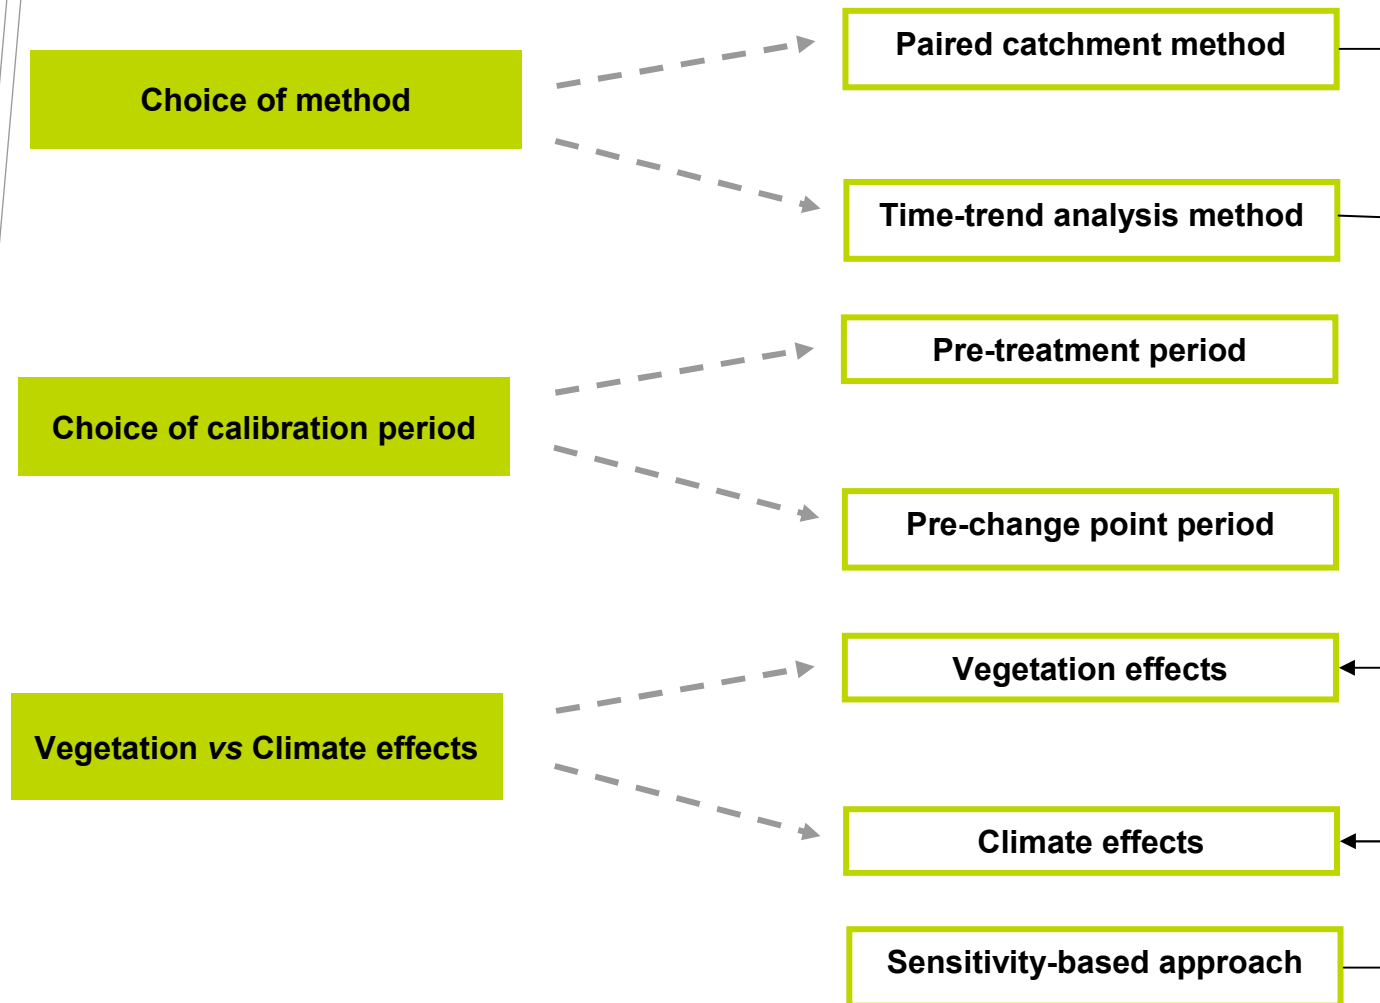 Choice of method
Paired catchment method
Time-trend analysis method
Choice of calibration period
Pre-treatment period
Pre-change point period
Vegetation vs Climate effects
Vegetation effects
Climate effects
Sensitivity-based approach